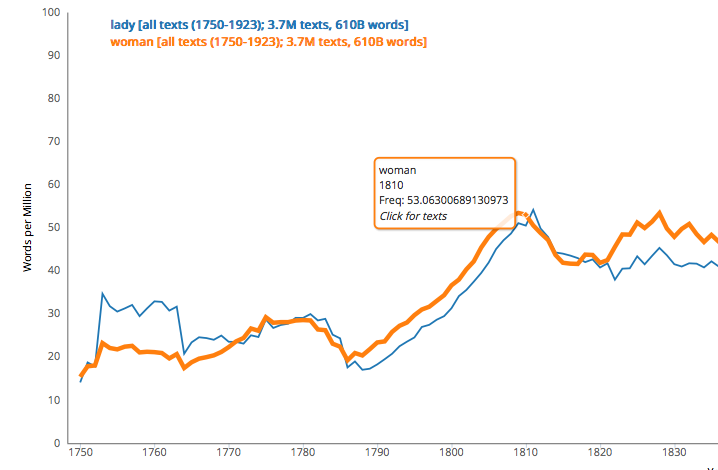 100
lady [all texts (1750-1923); 3.7M texts, 610B words]
woman [all texts (1750-1923); 3.7M texts, 610B words]
90
80
70
60
50
40
30
20
10
0
Words per Million
woman
1810
Freq: 53.06300689130973
Click for texts
1750 1760 1770 1780 1790 1800 1810 1820 1830